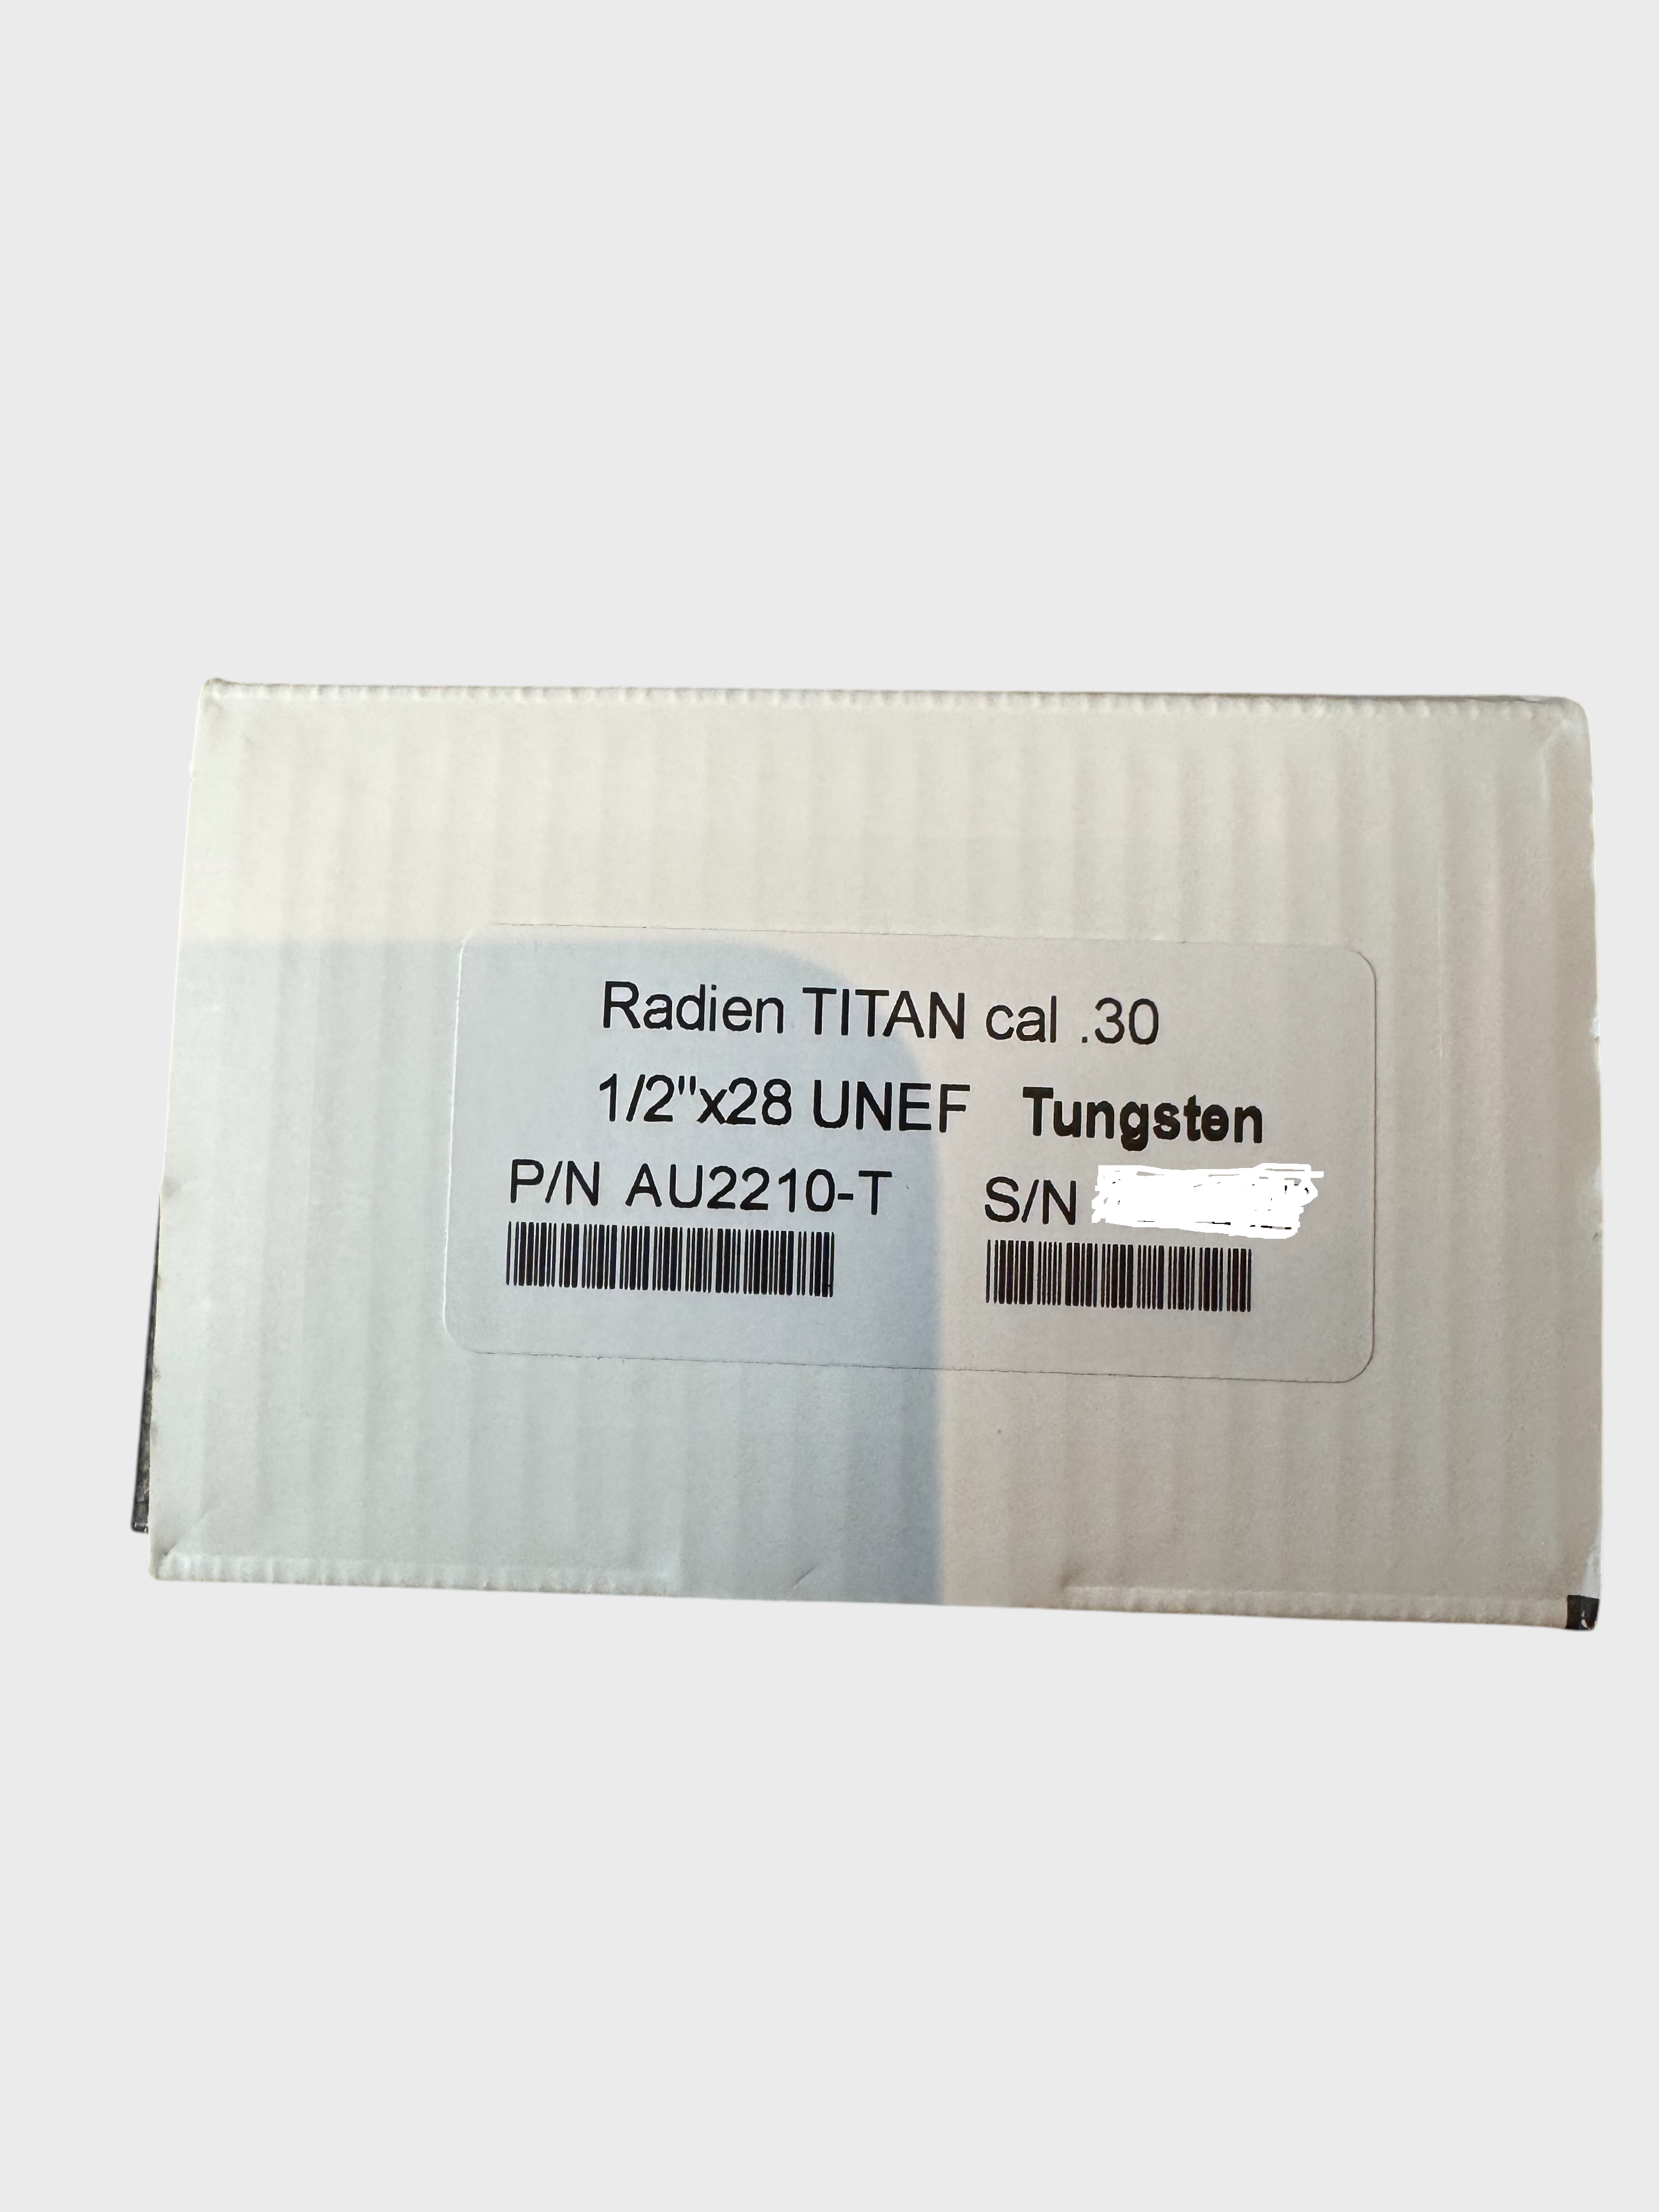 Radien TITAN cal .30
1/2"x28 UNEF Tungsten
P/N AU2210-T S/N